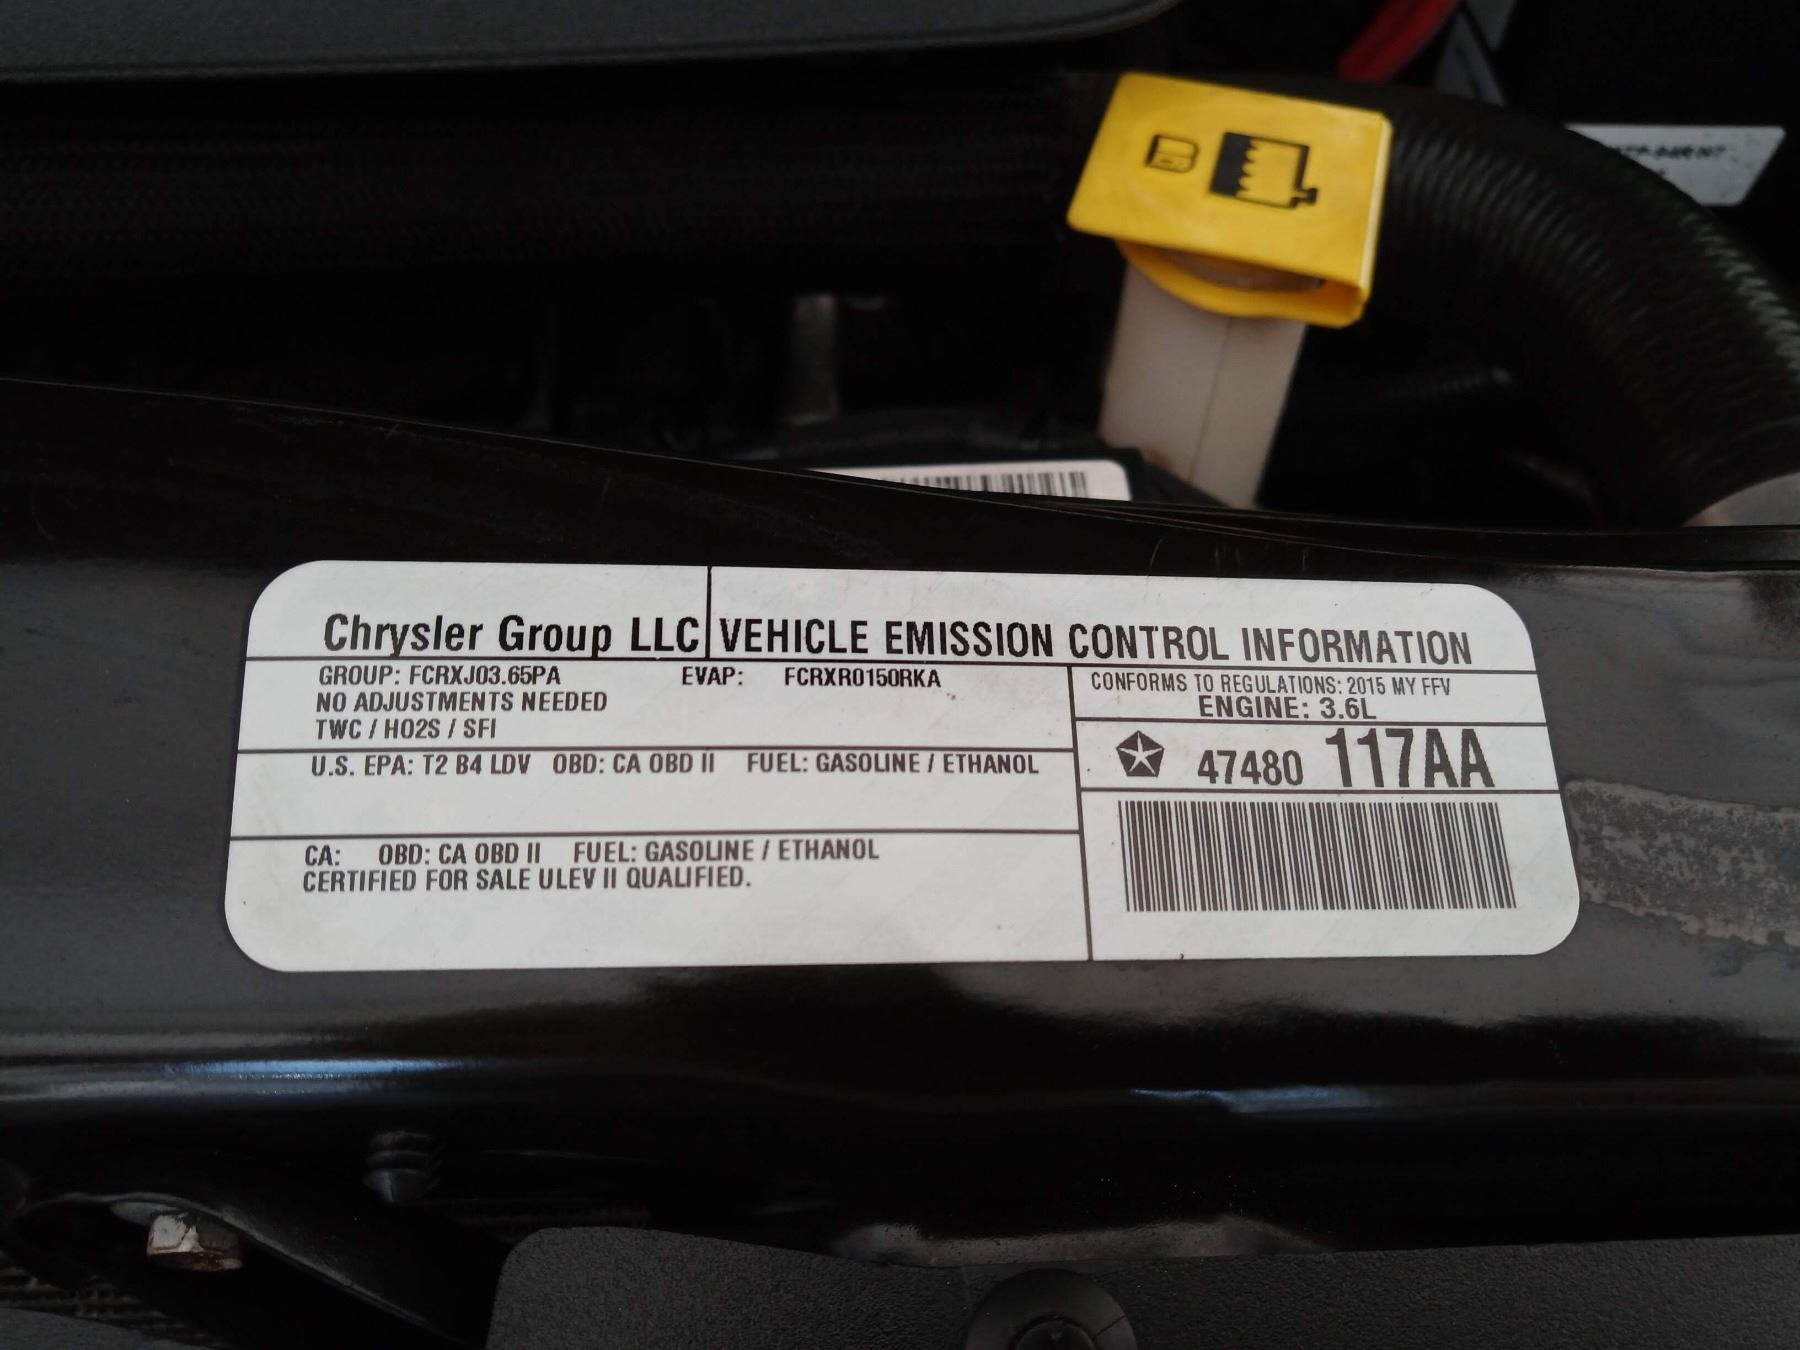 Chrysler Group LLC VEHICLE EMISSION CONTROL INFORMATION
GROUP: FCRXJ03.65PA EVAP: FCRXR0150RKA
NO ADJUSTMENTS NEEDED
TWC / HO2S / SFI
CONFORMS TO REGULATIONS: 2015 MY FFV
ENGINE: 3.6L
U.S. EPA: T2 B4 LDV OBD: CA OBD II FUEL: GASOLINE / ETHANOL
47480 117AA
CA: OBD: CA OBD II FUEL: GASOLINE / ETHANOL
CERTIFIED FOR SALE ULEV II QUALIFIED.